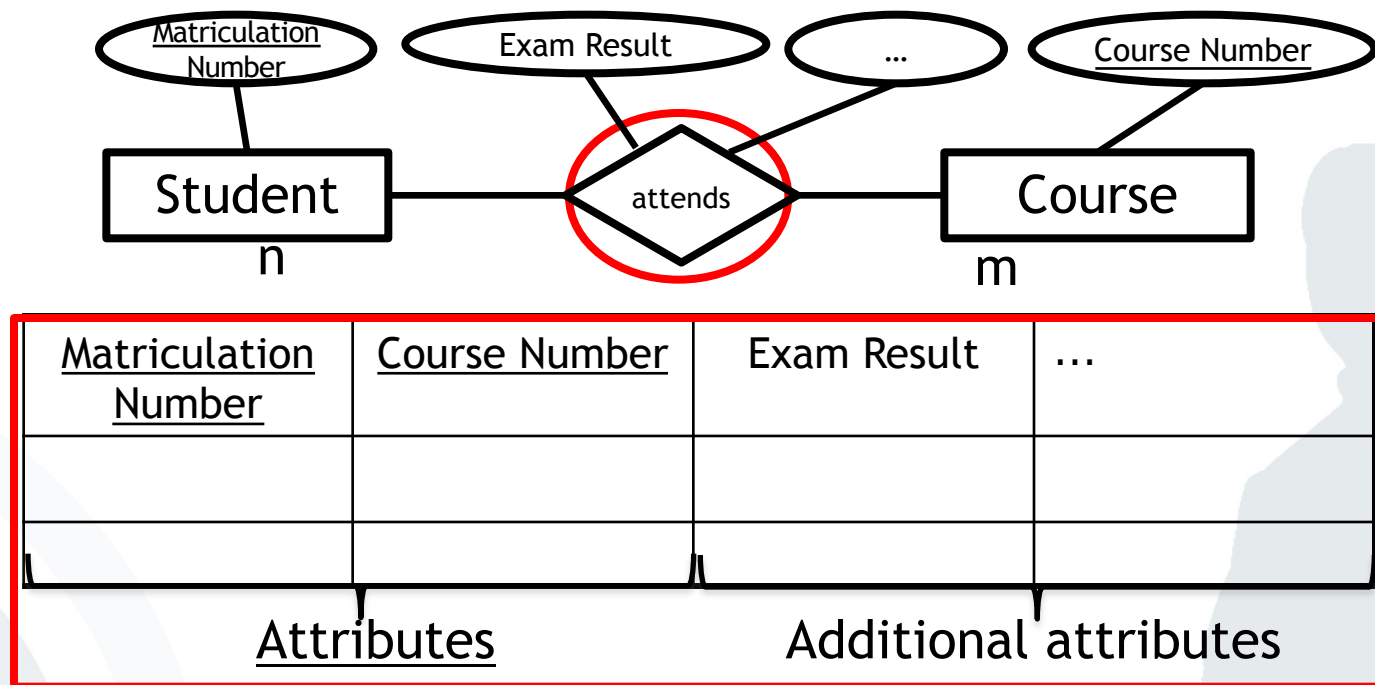 Matriculation
Number
Exam Result
...
Course Number
Student
attends
Course
n
m
Matriculation
Number
Course Number
Exam Result
...
Attributes
Additional attributes